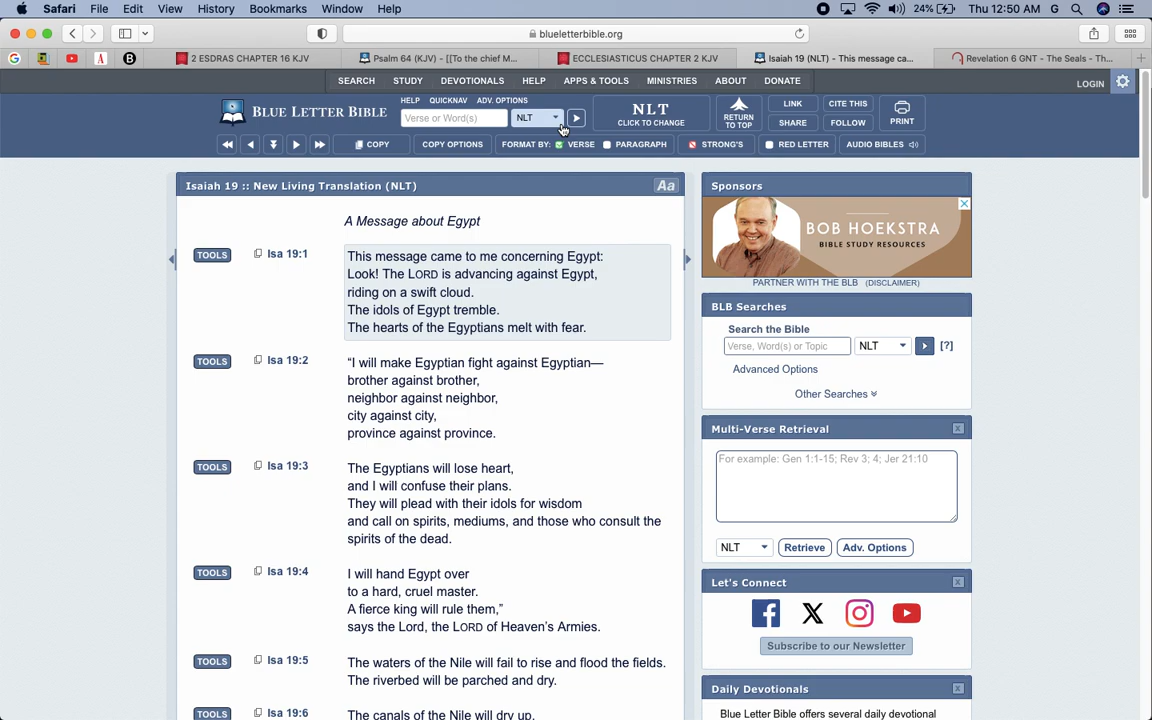 Safari File Edit View History Bookmarks Window Help 24% Thu 12:50 AM G
blueletterbible.org
2 ESDRAS CHAPTER 16 KJV
Psalm 64 (KJV) - [[To the chief M...
ECCLESIASTICUS CHAPTER 2 KJV
Isaiah 19 (NLT) - This message ca...
Revelation 6 GNT - The Seals - Th...
SEARCH STUDY DEVOTIONALS HELP APPS & TOOLS MINISTRIES ABOUT DONATE
LOGIN
BLUE LETTER BIBLE
HELP QUICKNAV ADV. OPTIONS
Verse or Word(s) NLT
NLT
CLICK TO CHANGE
RETURN
TO TOP
LINK CITE THIS
SHARE FOLLOW
PRINT
COPY COPY OPTIONS FORMAT BY: VERSE PARAGRAPH STRONG'S RED LETTER AUDIO BIBLES
Isaiah 19 :: New Living Translation (NLT) Aa
A Message about Egypt
TOOLS Isa 19:1 This message came to me concerning Egypt:
Look! The LORD is advancing against Egypt,
riding on a swift cloud.
The idols of Egypt tremble.
The hearts of the Egyptians melt with fear.
TOOLS Isa 19:2 “I will make Egyptian fight against Egyptian—
brother against brother,
neighbor against neighbor,
city against city,
province against province.
TOOLS Isa 19:3 The Egyptians will lose heart,
and I will confuse their plans.
They will plead with their idols for wisdom
and call on spirits, mediums, and those who consult the
spirits of the dead.
TOOLS Isa 19:4 I will hand Egypt over
to a hard, cruel master.
A fierce king will rule them,”
says the Lord, the LORD of Heaven’s Armies.
TOOLS Isa 19:5 The waters of the Nile will fail to rise and flood the fields.
The riverbed will be parched and dry.
TOOLS Isa 19:6 The canals of the Nile will dry up,
Sponsors
BOB HOEKSTRA
BIBLE STUDY RESOURCES
PARTNER WITH THE BLB (DISCLAIMER)
BLB Searches
Search the Bible
Verse, Word(s) or Topic NLT [?]
Advanced Options
Other Searches
Multi-Verse Retrieval
For example: Gen 1:1-15; Rev 3; 4; Jer 21:10
NLT Retrieve Adv. Options
Let's Connect
Subscribe to our Newsletter
Daily Devotionals
Blue Letter Bible offers several daily devotional